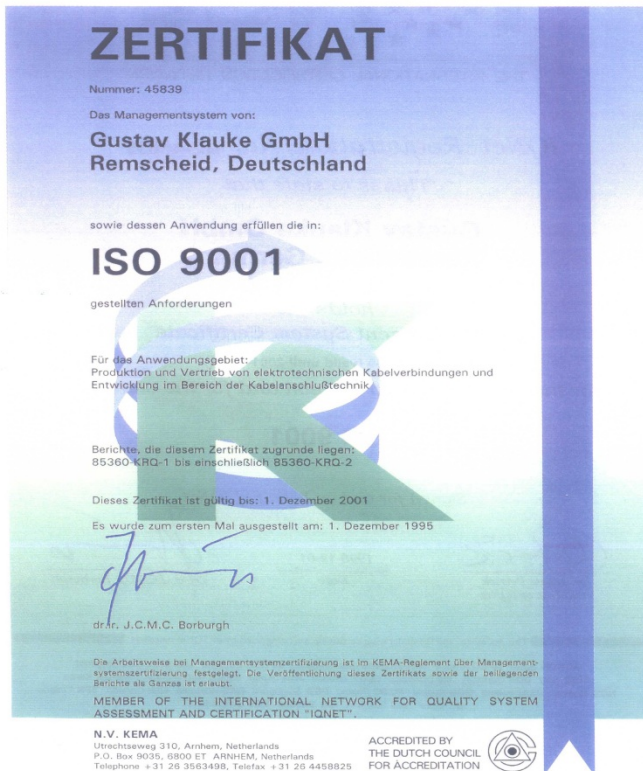 ZERTIFIKAT
Nummer: 45839
Das Managementsystem von:
Gustav Klauke GmbH
Remscheid, Deutschland
sowie dessen Anwendung erfüllen die in:
ISO 9001
gestellten Anforderungen
Für das Anwendungsgebiet:
Produktion und Vertrieb von elektrotechnischen Kabelverbindungen und
Entwicklung im Bereich der Kabelanschlußtechnik
Berichte, die diesem Zertifikat zugrunde liegen:
85360-KRQ-1 bis einschließlich 85360-KRQ-2
Dieses Zertifikat ist gültig bis: 1. Dezember 2001
Es wurde zum ersten Mal ausgestellt am: 1. Dezember 1995
dr.ir. J.C.M.C. Borburgh
Die Arbeitsweise bei Managementsystemzertifizierung ist im KEMA-Reglement über Management-
systemszertifizierung festgelegt. Die Veröffentlichung dieses Zertifikats sowie der beiliegenden
Berichte als Ganzes ist erlaubt.
MEMBER OF THE INTERNATIONAL NETWORK FOR QUALITY SYSTEM
ASSESSMENT AND CERTIFICATION "IQNET".
N.V. KEMA
Utrechtseweg 310, Arnhem, Netherlands
P.O. Box 9035, 6800 ET ARNHEM, Netherlands
Telephone +31 26 3563498, Telefax +31 26 4458825
ACCREDITED BY
THE DUTCH COUNCIL
FOR ACCREDITATION